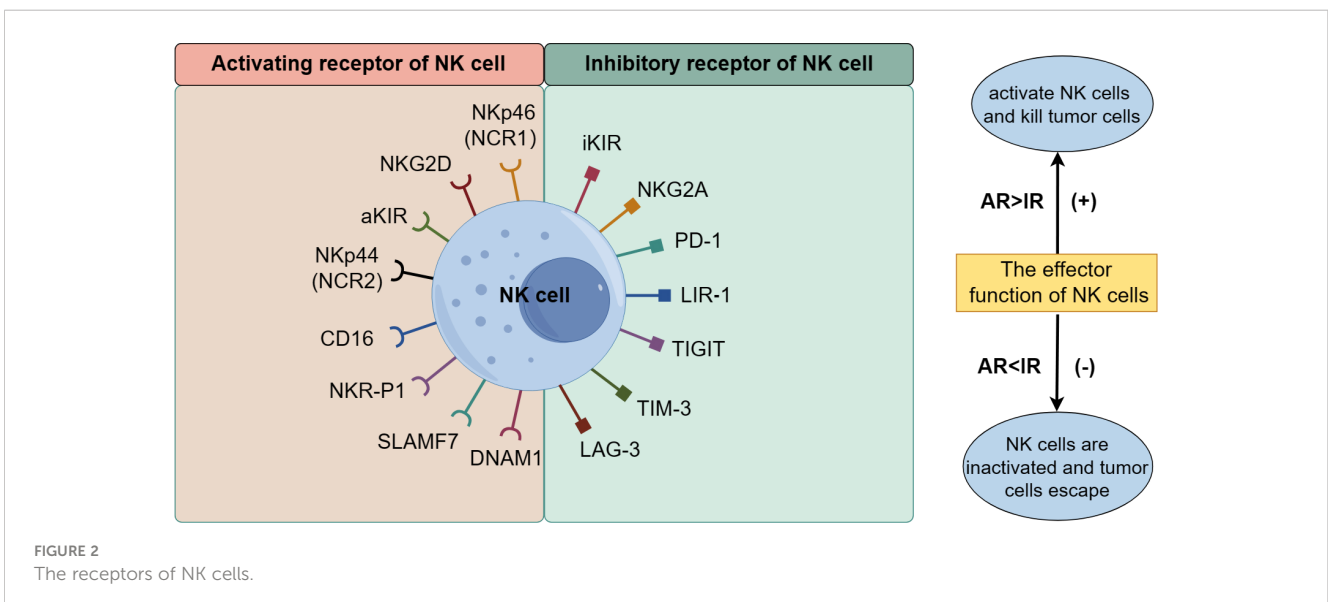 Activating receptor of NK cell
Inhibitory receptor of NK cell
NKp46
(NCR1)
NKG2D
aKIR
NKp44
(NCR2)
CD16
NKR-P1
SLAMF7
DNAM1
NK cell
iKIR
NKG2A
PD-1
LIR-1
TIGIT
TIM-3
LAG-3
activate NK cells
and kill tumor cells
AR>IR
(+)
The effector
function of NK cells
AR<IR
(-)
NK cells are
inactivated and tumor
cells escape
FIGURE 2
The receptors of NK cells.